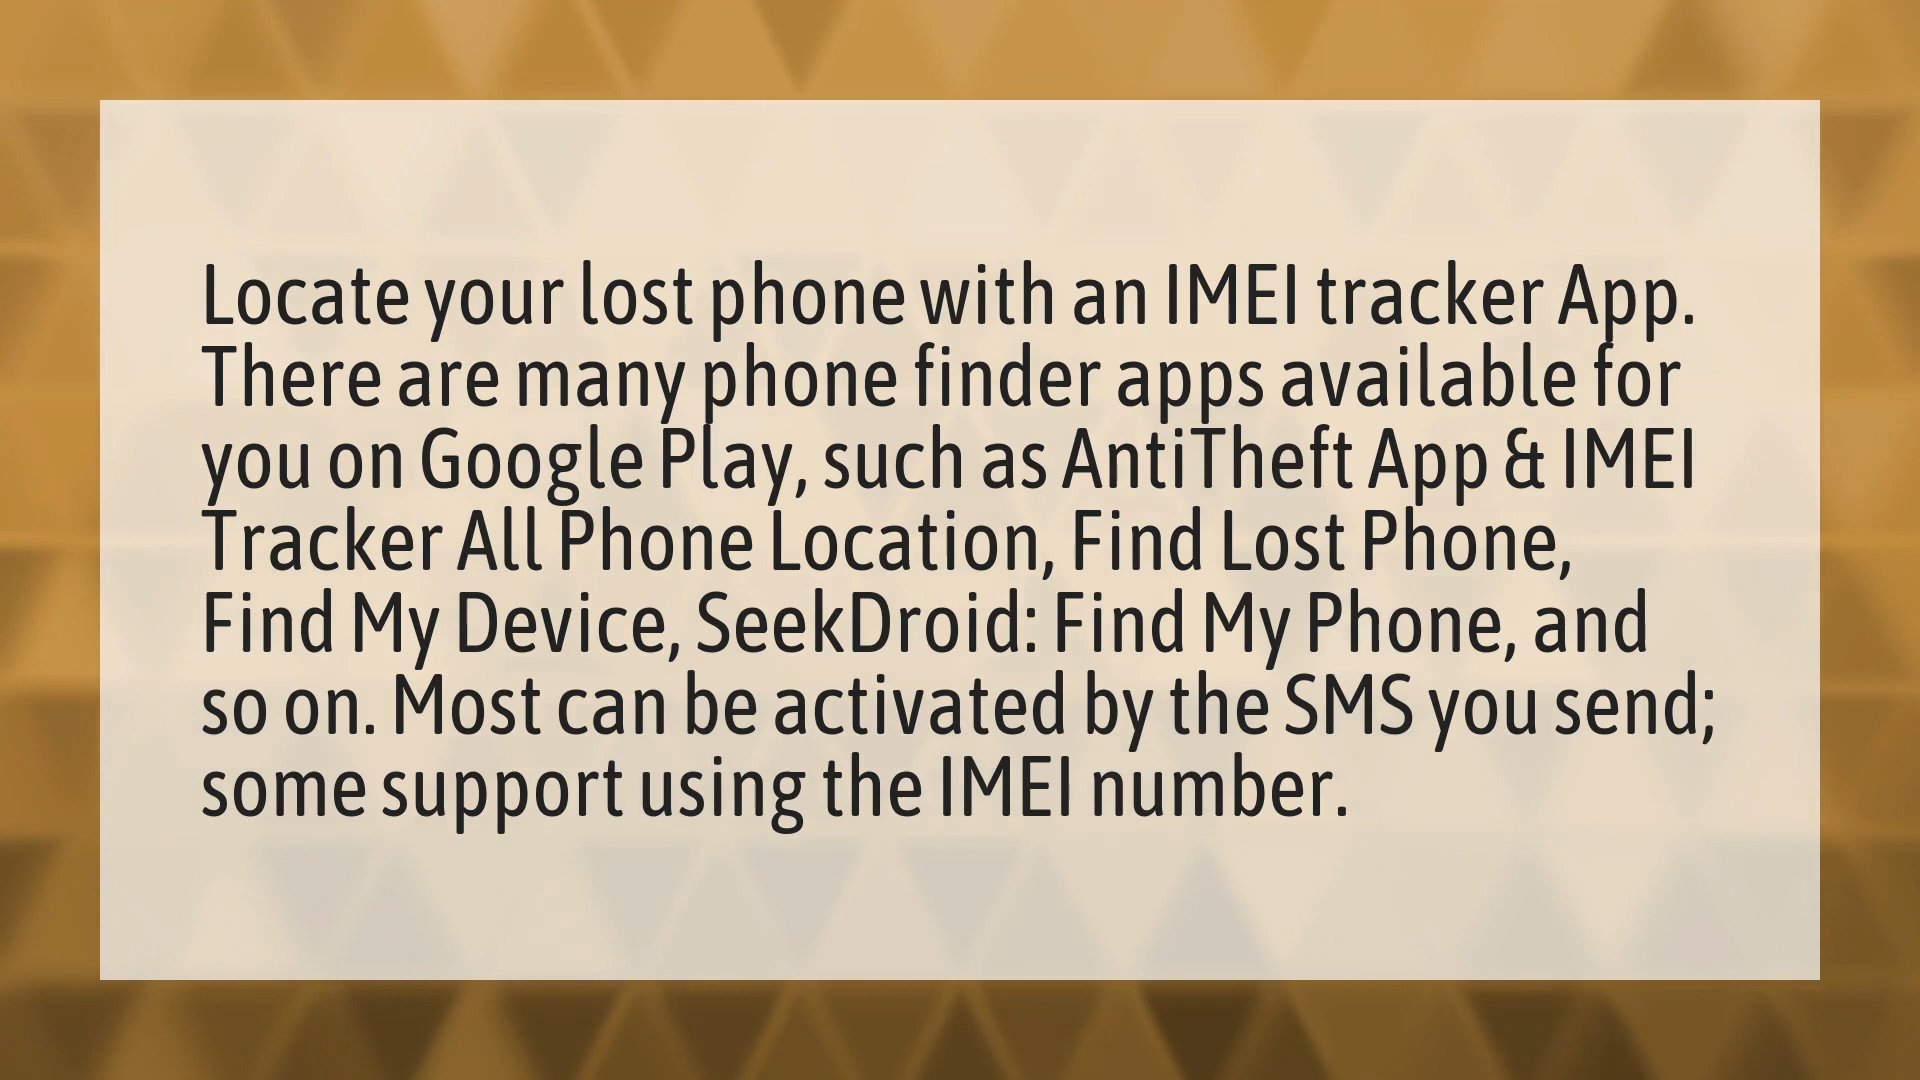 Locate your lost phone with an IMEI tracker App.
There are many phone finder apps available for
you on Google Play, such as AntiTheft App & IMEI
Tracker All Phone Location, Find Lost Phone,
Find My Device, SeekDroid: Find My Phone, and
so on. Most can be activated by the SMS you send;
some support using the IMEI number.